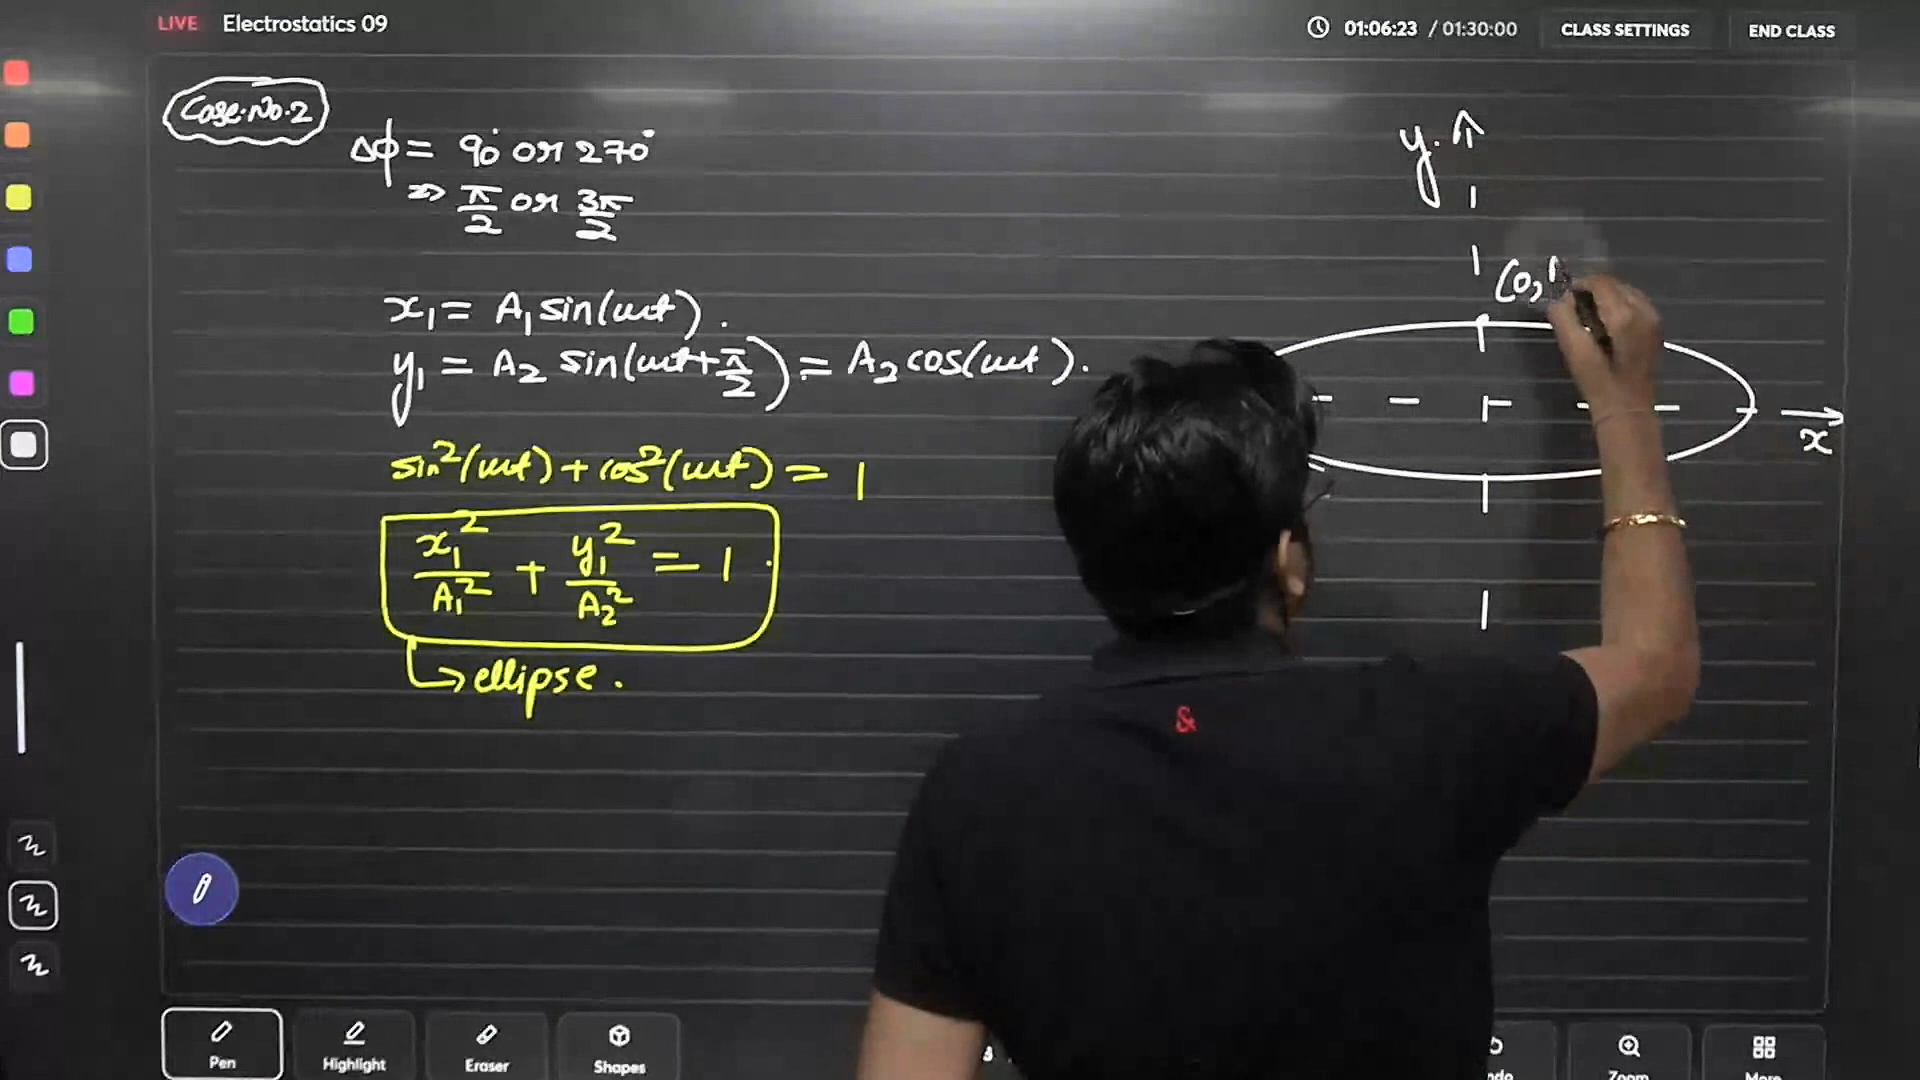 LIVE Electrostatics 09
01:06:23 / 01:30:00 CLASS SETTINGS END CLASS
Case·No·2
Δϕ = 90° or 270°
⇒ π/2 or 3π/2
x₁ = A₁ sin(ωt).
y₁ = A₂ sin(ωt+π/2) = A₂ cos(ωt).
sin²(ωt) + cos²(ωt) = 1
x₁²/A₁² + y₁²/A₂² = 1
↳ ellipse.
y
(0,
x
&
Pen Highlight Eraser Shapes Zoom More